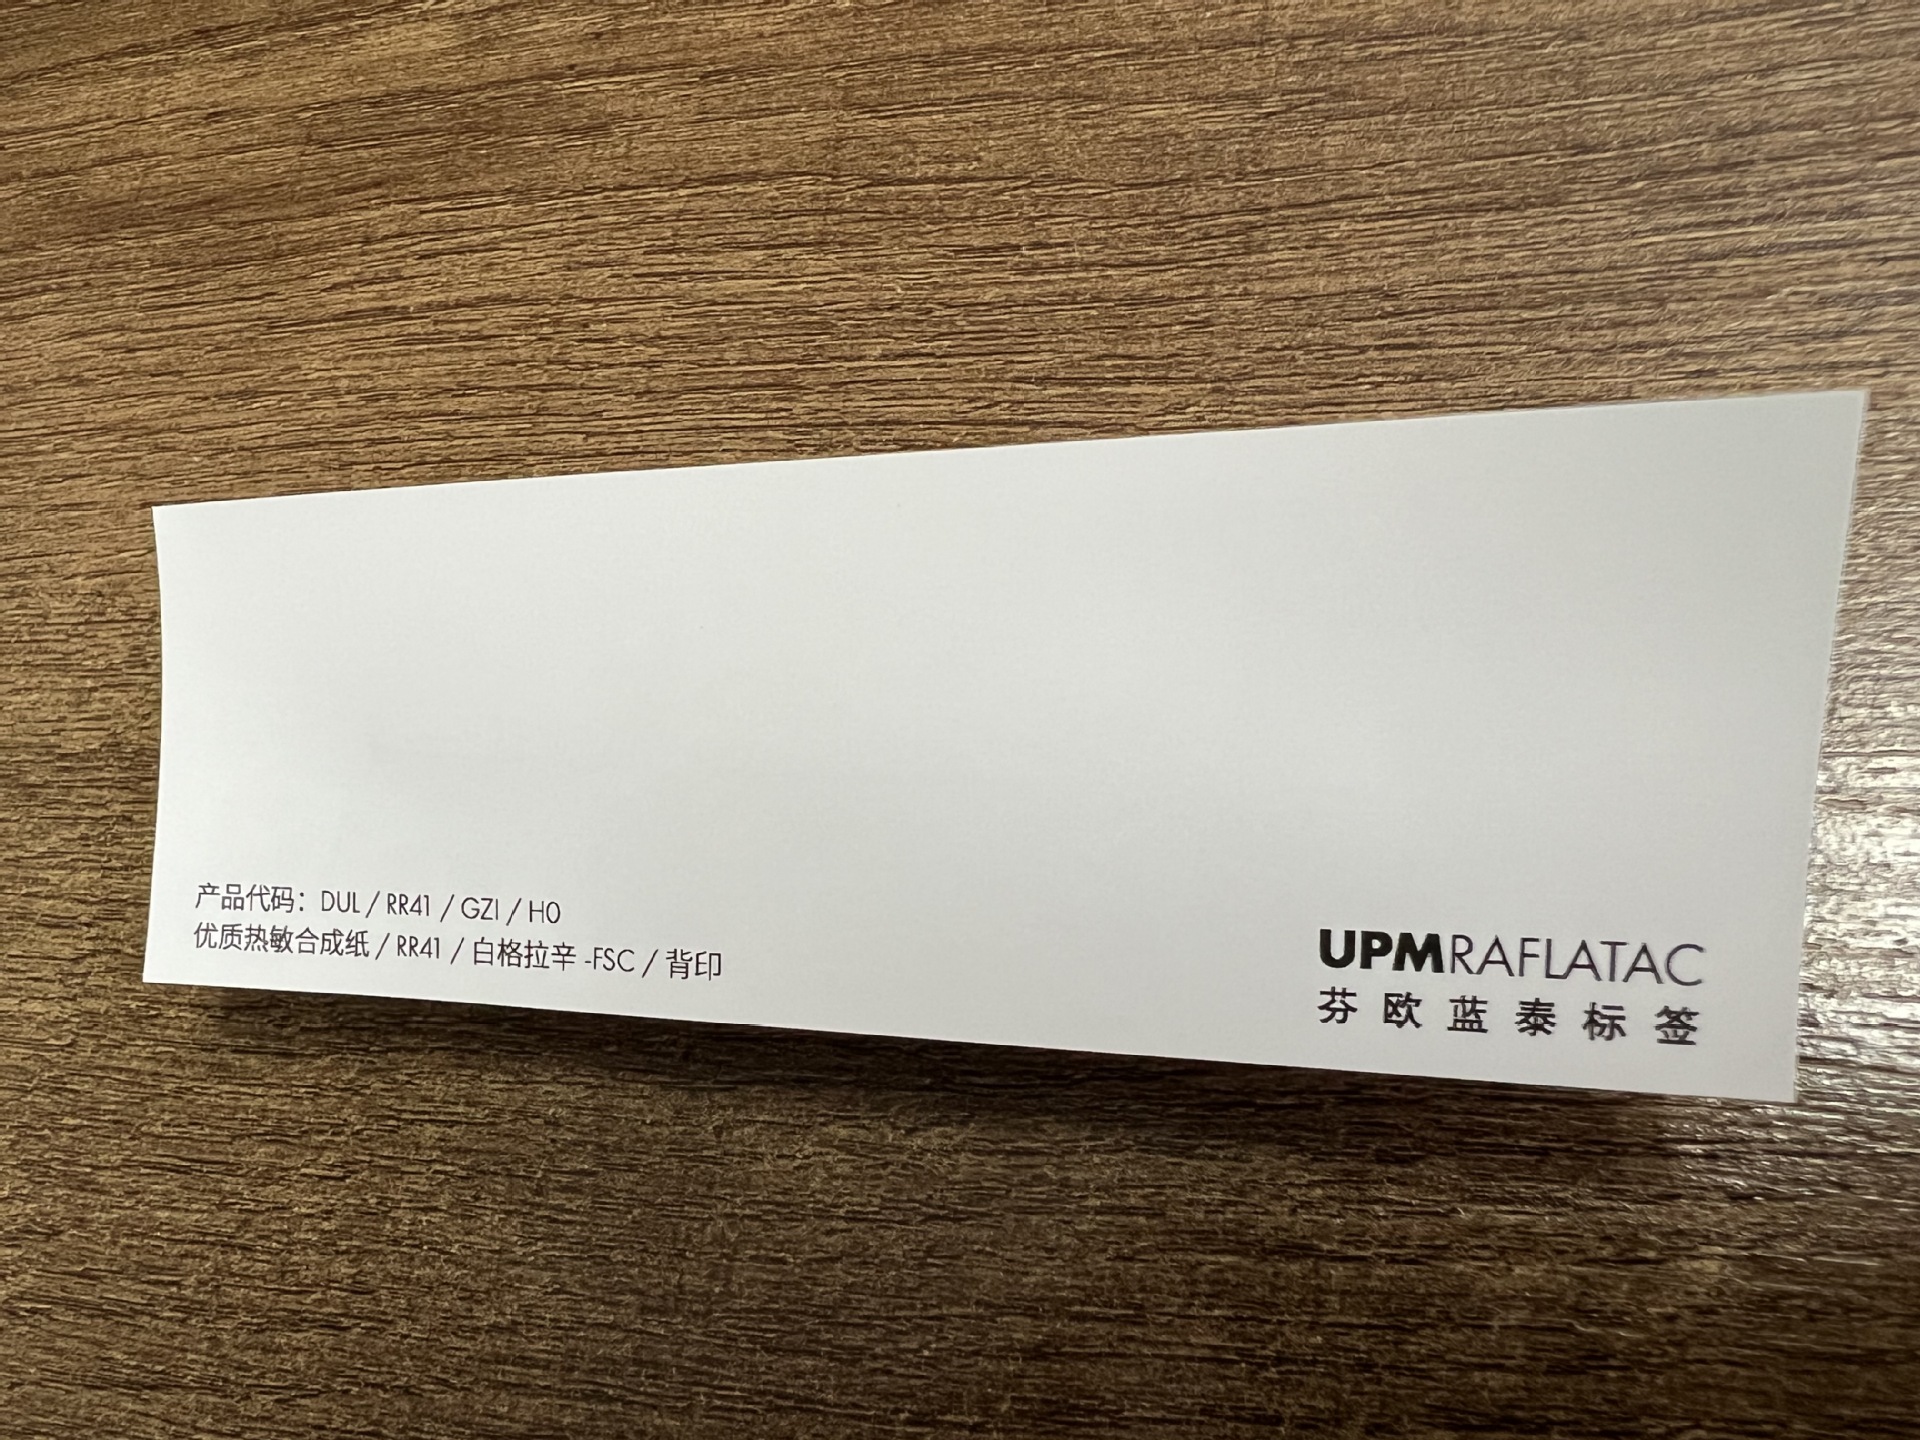 产品代码：DUL / RR41 / GZI / H0
优质热敏合成纸 / RR41 / 白格拉辛 -FSC / 背印
UPMRAFLATAC
芬欧蓝泰标签